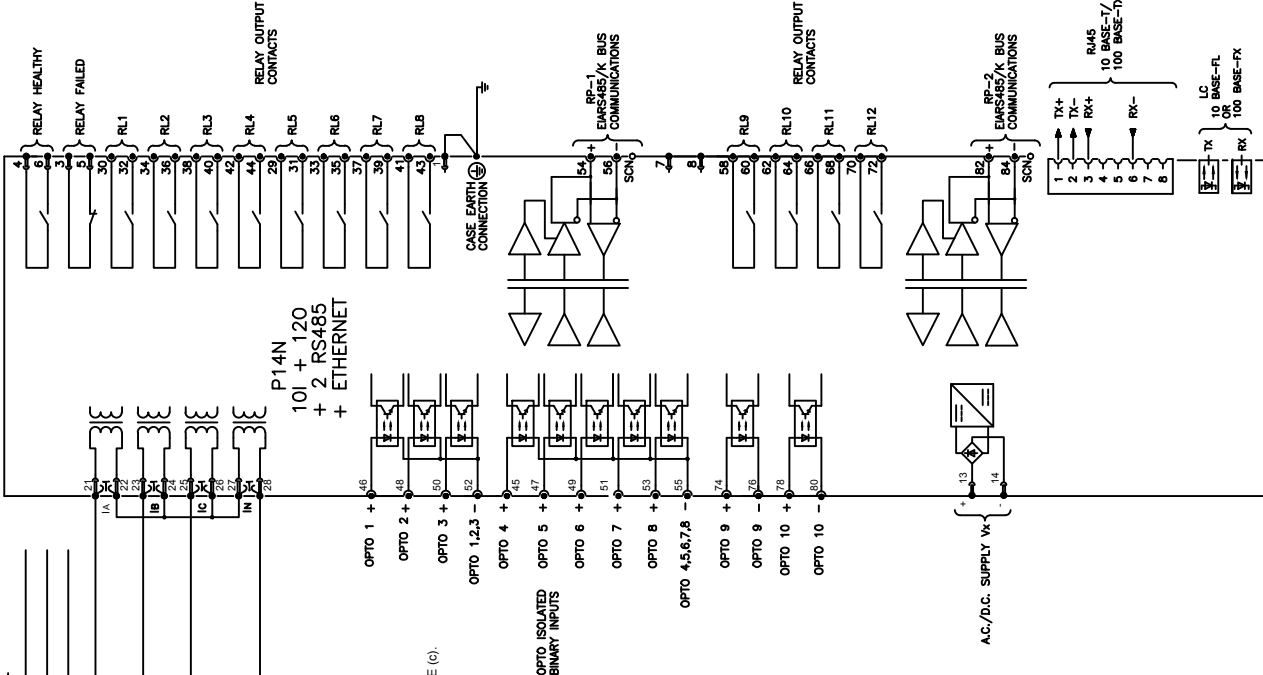 RELAY HEALTHY
4
6
RELAY FAILED
3
5
RELAY OUTPUT
CONTACTS
30
RL1
32
34
RL2
36
38
RL3
40
42
RL4
44
29
RL5
31
33
RL6
35
37
RL7
39
41
RL8
43
1
CASE EARTH
CONNECTION
RP-1
EIARS485/K BUS
COMMUNICATIONS
54 +
56 -
SCN
7
8
RELAY OUTPUT
CONTACTS
58
RL9
60
62
RL10
64
66
RL11
68
70
RL12
72
RP-2
EIARS485/K BUS
COMMUNICATIONS
82 +
84 -
SCN
RJ45
10 BASE-T/
100 BASE-TX
1 TX+
2 TX-
3 RX+
4
5
6 RX-
7
8
LC
10 BASE-FL
OR
100 BASE-FX
TX
RX
P14N
10I + 12O
+ 2 RS485
+ ETHERNET
21
IA
22
23
IB
24
25
IC
26
27
IN
28
OPTO 1 + 46
OPTO 2 + 48
OPTO 3 + 50
OPTO 1,2,3 - 52
OPTO 4 + 45
OPTO 5 + 47
OPTO 6 + 49
OPTO 7 + 51
OPTO 8 + 53
OPTO 4,5,6,7,8 - 55
OPTO 9 + 74
OPTO 9 - 76
OPTO 10 + 78
OPTO 10 - 80
OPTO ISOLATED
BINARY INPUTS
E (c).
+ 13
- 14
A.C./D.C. SUPPLY Vx